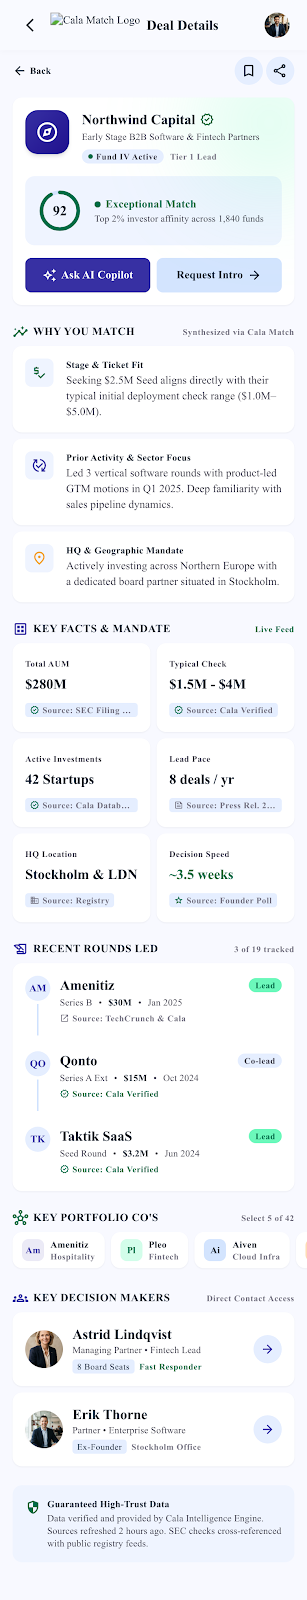 Cala Match Logo Deal Details
Back
Northwind Capital
Early Stage B2B Software & Fintech Partners
Fund IV Active Tier 1 Lead
92
Exceptional Match
Top 2% investor affinity across 1,840 funds
Ask AI Copilot
Request Intro
WHY YOU MATCH Synthesized via Cala Match
Stage & Ticket Fit
Seeking $2.5M Seed aligns directly with their
typical initial deployment check range ($1.0M–
$5.0M).
Prior Activity & Sector Focus
Led 3 vertical software rounds with product-led
GTM motions in Q1 2025. Deep familiarity with
sales pipeline dynamics.
HQ & Geographic Mandate
Actively investing across Northern Europe with
a dedicated board partner situated in Stockholm.
KEY FACTS & MANDATE Live Feed
Total AUM
$280M
Source: SEC Filing ...
Typical Check
$1.5M - $4M
Source: Cala Verified
Active Investments
42 Startups
Source: Cala Datab...
Lead Pace
8 deals / yr
Source: Press Rel. 2...
HQ Location
Stockholm & LDN
Source: Registry
Decision Speed
~3.5 weeks
Source: Founder Poll
RECENT ROUNDS LED 3 of 19 tracked
AM
Amenitiz
Lead
Series B • $30M • Jan 2025
Source: TechCrunch & Cala
QO
Qonto
Co-lead
Series A Ext • $15M • Oct 2024
Source: Cala Verified
TK
Taktik SaaS
Lead
Seed Round • $3.2M • Jun 2024
Source: Cala Verified
KEY PORTFOLIO CO'S Select 5 of 42
Am
Amenitiz
Hospitality
Pl
Pleo
Fintech
Ai
Aiven
Cloud Infra
KEY DECISION MAKERS Direct Contact Access
Astrid Lindqvist
Managing Partner • Fintech Lead
8 Board Seats Fast Responder
Erik Thorne
Partner • Enterprise Software
Ex-Founder Stockholm Office
Guaranteed High-Trust Data
Data verified and provided by Cala Intelligence Engine.
Sources refreshed 2 hours ago. SEC checks cross-referenced
with public registry feeds.